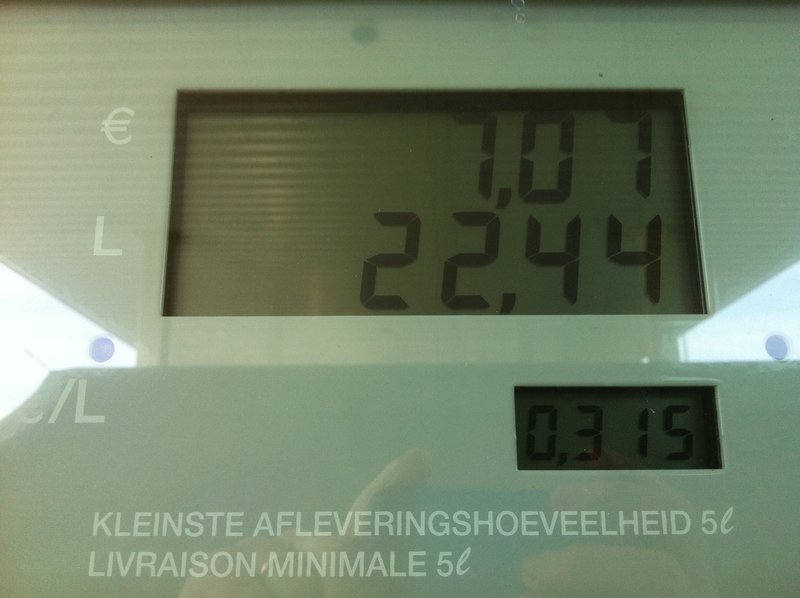 € 7,07
L 22,44
€/L 0,315
KLEINSTE AFLEVERINGSHOEVEELHEID 5ℓ
LIVRAISON MINIMALE 5ℓ